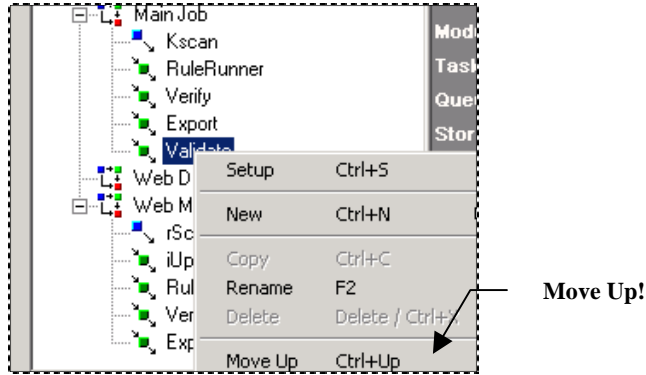 Main Job
Kscan
RuleRunner
Verify
Export
Validate
Web D
Web M
rSc
iUp
Rul
Ver
Exp
Mod
Task
Que
Stor
Setup Ctrl+S
New Ctrl+N
Copy Ctrl+C
Rename F2
Delete Delete / Ctrl+X
Move Up Ctrl+Up
Move Up!